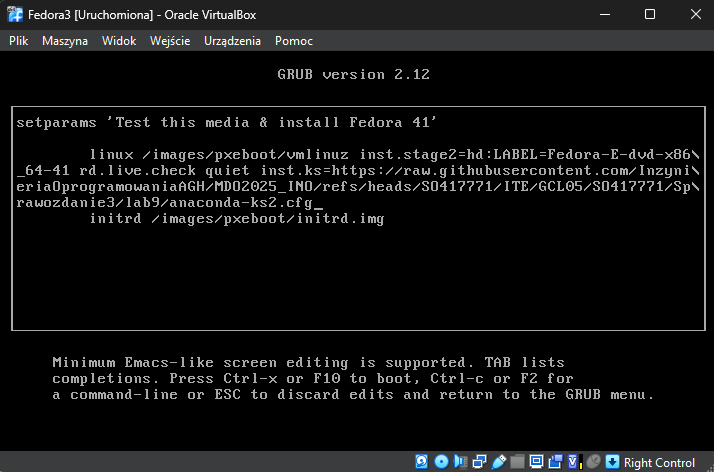 Fedora3 [Uruchomiona] - Oracle VirtualBox
Plik Maszyna Widok Wejście Urządzenia Pomoc
GRUB version 2.12
setparams 'Test this media & install Fedora 41'
linux /images/pxeboot/vmlinuz inst.stage2=hd:LABEL=Fedora-E-dvd-x86\
_64-41 rd.live.check quiet inst.ks=https://raw.githubusercontent.com/Inzyni\
eriaOprogramowaniaAGH/MDO2025_INO/refs/heads/SO417771/ITE/GCL05/SO417771/Sp\
rawozdanie3/lab9/anaconda-ks2.cfg_
initrd /images/pxeboot/initrd.img
Minimum Emacs-like screen editing is supported. TAB lists
completions. Press Ctrl-x or F10 to boot, Ctrl-c or F2 for
a command-line or ESC to discard edits and return to the GRUB menu.
Right Control